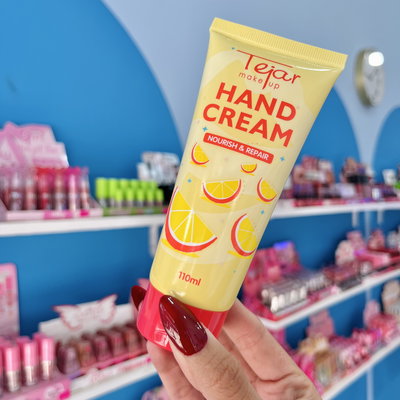 Tejar
makeup
HAND
CREAM
NOURISH & REPAIR
110ml